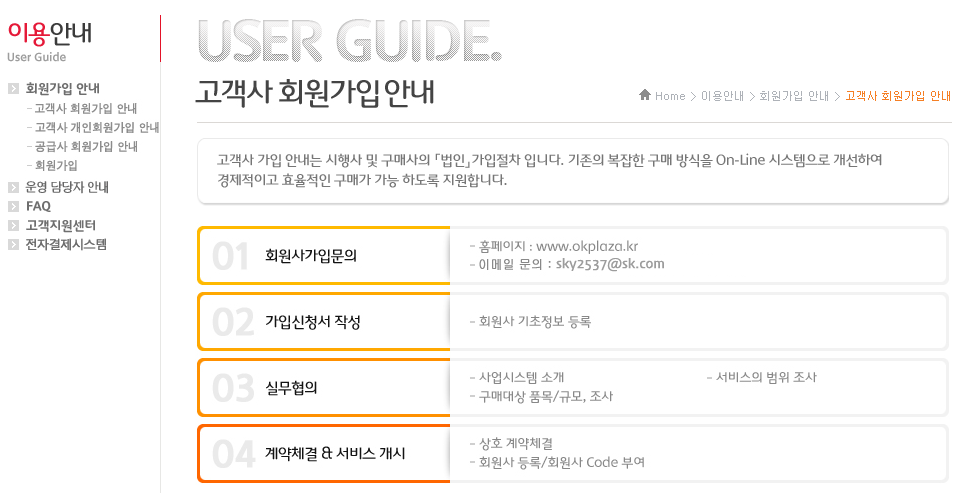 이용안내
User Guide
회원가입 안내
- 고객사 회원가입 안내
- 고객사 개인회원가입 안내
- 공급사 회원가입 안내
- 회원가입
운영 담당자 안내
FAQ
고객지원센터
전자결제시스템
USER GUIDE.
고객사 회원가입안내
Home > 이용안내 > 회원가입 안내 > 고객사 회원가입 안내
고객사 가입 안내는 시행사 및 구매사의 「법인」가입절차 입니다. 기존의 복잡한 구매 방식을 On-Line 시스템으로 개선하여
경제적이고 효율적인 구매가 가능 하도록 지원합니다.
01 회원사가입문의
- 홈페이지 : www.okplaza.kr
- 이메일 문의 : sky2537@sk.com
02 가입신청서 작성
- 회원사 기초정보 등록
03 실무협의
- 사업시스템 소개 - 서비스의 범위 조사
- 구매대상 품목/규모, 조사
04 계약체결 & 서비스 개시
- 상호 계약체결
- 회원사 등록/회원사 Code 부여